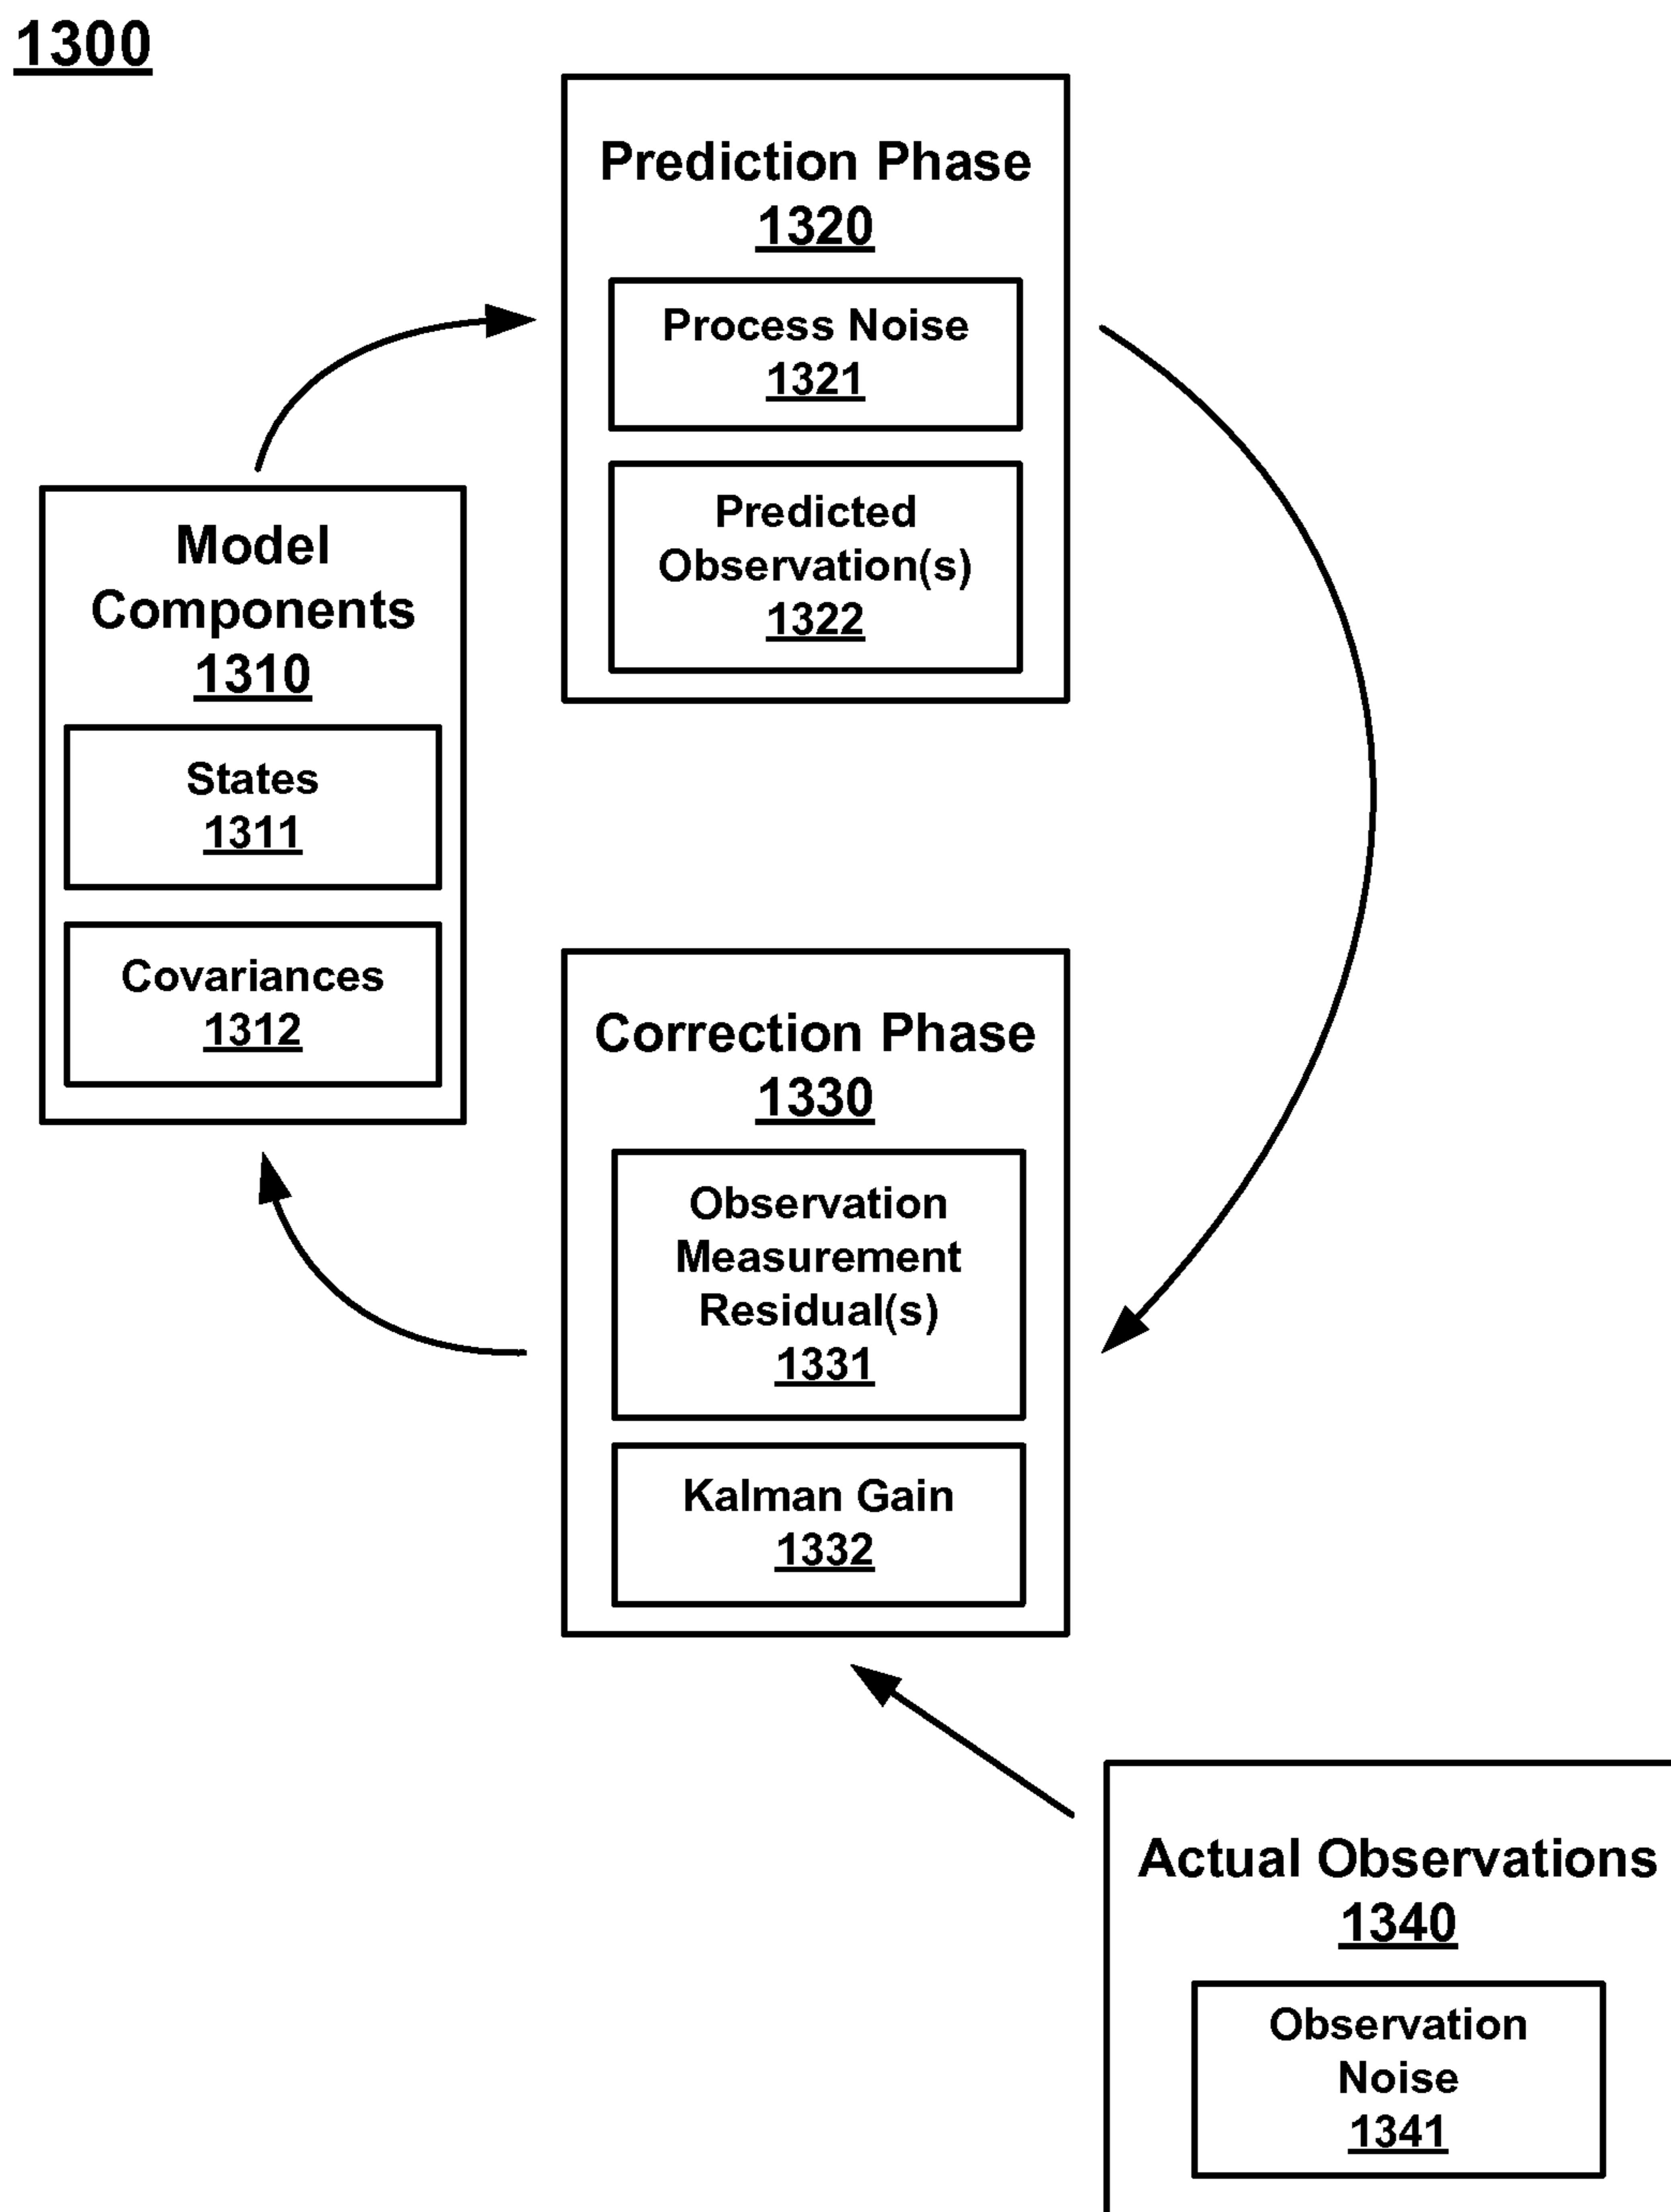 1300
Prediction Phase
1320
Process Noise
1321
Predicted
Observation(s)
1322
Model
Components
1310
States
1311
Covariances
1312
Correction Phase
1330
Observation
Measurement
Residual(s)
1331
Kalman Gain
1332
Actual Observations
1340
Observation
Noise
1341